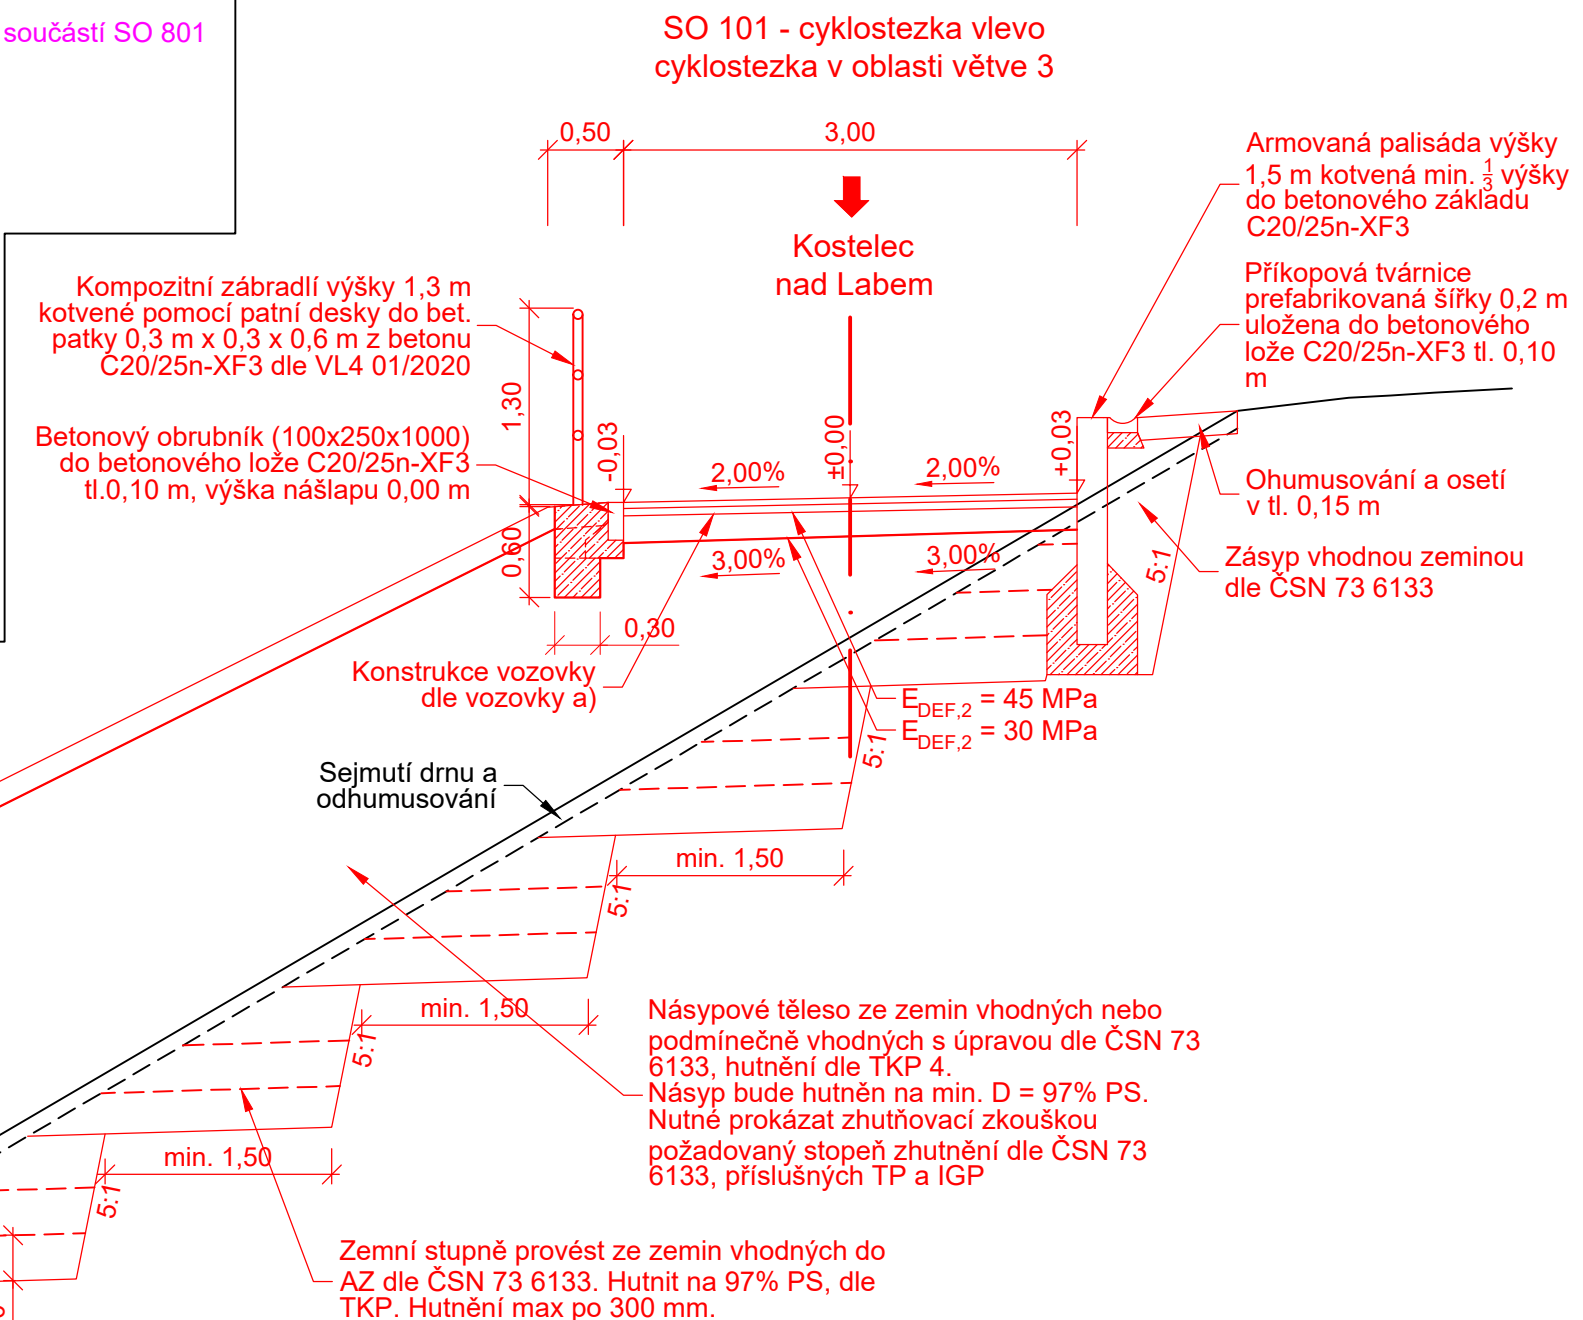 součástí SO 801
SO 101 - cyklostezka vlevo
cyklostezka v oblasti větve 3
0,50
3,00
Kostelec
nad Labem
Armovaná palisáda výšky
1,5 m kotvená min. 1/3 výšky
do betonového základu
C20/25n-XF3
Příkopová tvárnice
prefabrikovaná šířky 0,2 m
uložena do betonového
lože C20/25n-XF3 tl. 0,10
m
Kompozitní zábradlí výšky 1,3 m
kotvené pomocí patní desky do bet.
patky 0,3 m x 0,3 x 0,6 m z betonu
C20/25n-XF3 dle VL4 01/2020
1,30
Betonový obrubník (100x250x1000)
do betonového lože C20/25n-XF3
tl.0,10 m, výška nášlapu 0,00 m
-0,03
±0,00
+0,03
2,00%
2,00%
Ohumusování a osetí
v tl. 0,15 m
0,60
3,00%
3,00%
5:1
Zásyp vhodnou zeminou
dle ČSN 73 6133
0,30
Konstrukce vozovky
dle vozovky a)
EDEF,2 = 45 MPa
EDEF,2 = 30 MPa
5:1
Sejmutí drnu a
odhumusování
min. 1,50
5:1
min. 1,50
5:1
Násypové těleso ze zemin vhodných nebo
podmínečně vhodných s úpravou dle ČSN 73
6133, hutnění dle TKP 4.
Násyp bude hutněn na min. D = 97% PS.
Nutné prokázat zhutňovací zkouškou
požadovaný stopeň zhutnění dle ČSN 73
6133, příslušných TP a IGP
min. 1,50
5:1
Zemní stupně provést ze zemin vhodných do
AZ dle ČSN 73 6133. Hutnit na 97% PS, dle
TKP. Hutnění max po 300 mm.